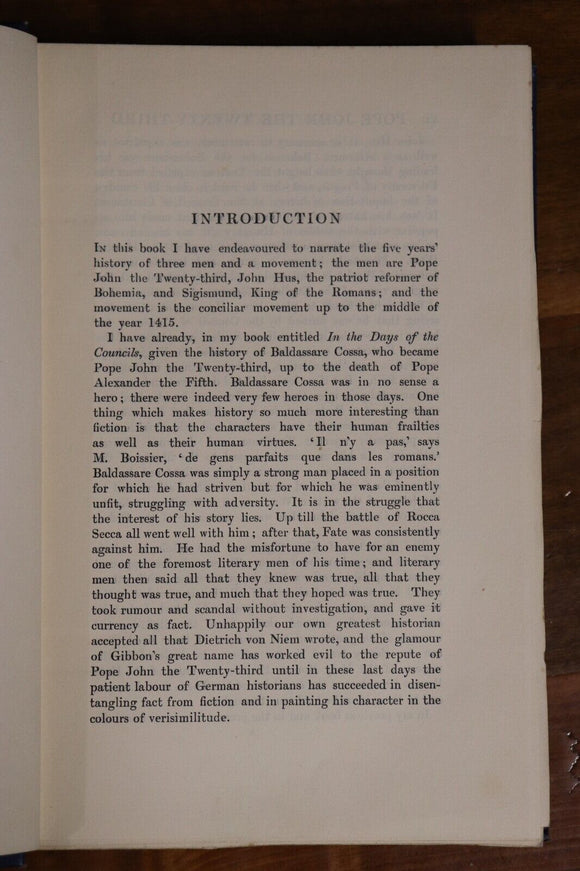 INTRODUCTION
IN this book I have endeavoured to narrate the five years'
history of three men and a movement; the men are Pope
John the Twenty-third, John Hus, the patriot reformer of
Bohemia, and Sigismund, King of the Romans; and the
movement is the conciliar movement up to the middle of
the year 1415.
I have already, in my book entitled In the Days of the
Councils, given the history of Baldassare Cossa, who became
Pope John the Twenty-third, up to the death of Pope
Alexander the Fifth. Baldassare Cossa was in no sense a
hero; there were indeed very few heroes in those days. One
thing which makes history so much more interesting than
fiction is that the characters have their human frailties
as well as their human virtues. 'Il n'y a pas,' says
M. Boissier, 'de gens parfaits que dans les romans.'
Baldassare Cossa was simply a strong man placed in a position
for which he had striven but for which he was eminently
unfit, struggling with adversity. It is in the struggle that
the interest of his story lies. Up till the battle of Rocca
Secca all went well with him; after that, Fate was consistently
against him. He had the misfortune to have for an enemy
one of the foremost literary men of his time; and literary
men then said all that they knew was true, all that they
thought was true, and much that they hoped was true. They
took rumour and scandal without investigation, and gave it
currency as fact. Unhappily our own greatest historian
accepted all that Dietrich von Niem wrote, and the glamour
of Gibbon's great name has worked evil to the repute of
Pope John the Twenty-third until in these last days the
patient labour of German historians has succeeded in disen-
tangling fact from fiction and in painting his character in the
colours of verisimilitude.